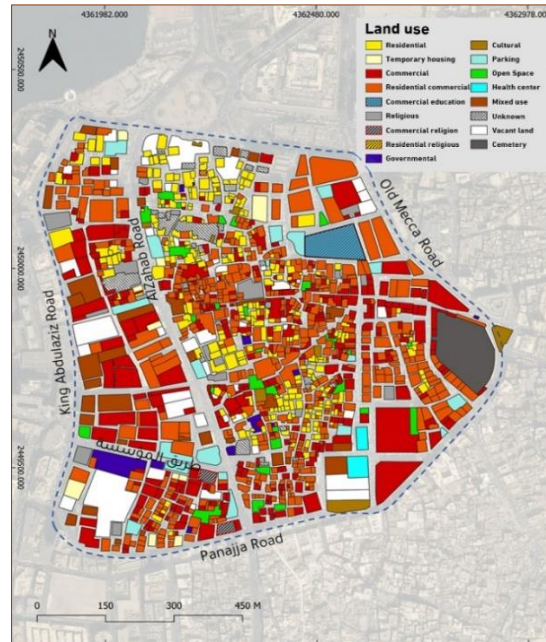 4361982.000
4362480.000
4362978.000
N
Land use
Residential
Temporary housing
Commercial
Residential commercial
Commercial education
Religious
Commercial religion
Residential religious
Governmental
Cultural
Parking
Open Space
Health center
Mixed use
Unknown
Vacant land
Cemetery
2450500.000
2450000.000
2449500.000
King Abdulaziz Road
AlZahab Road
Old Mecca Road
طريق الموسسية
Panajja Road
0
150
300
450 M